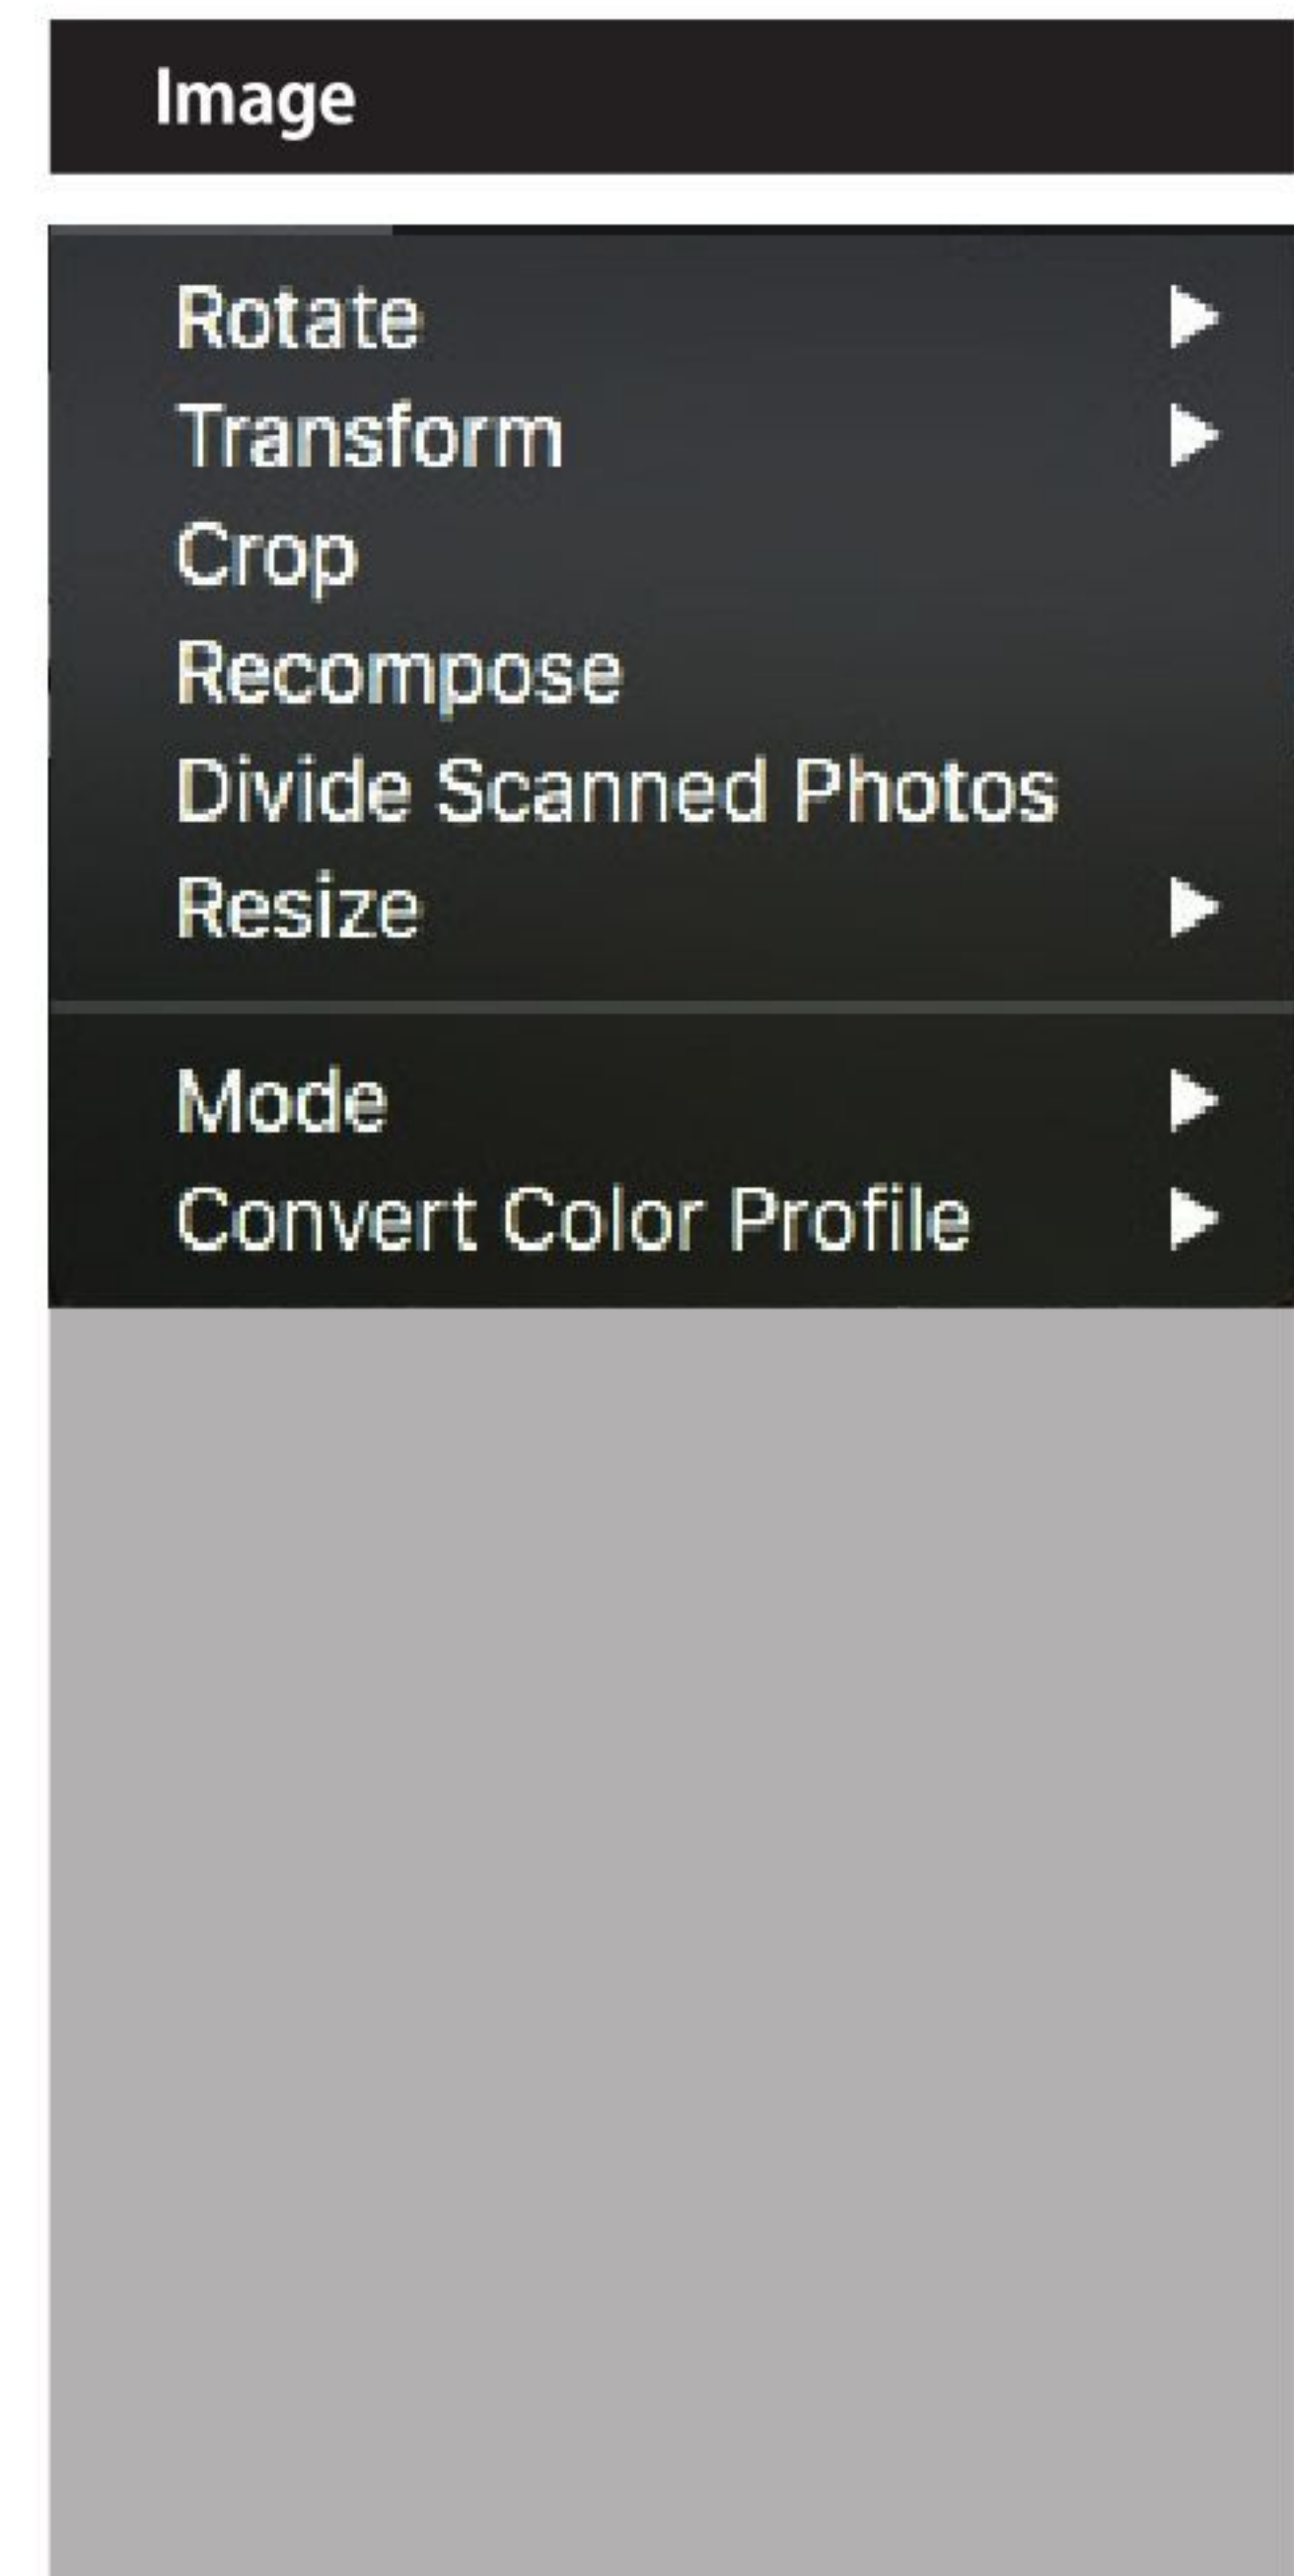 Image
Rotate
Transform
Crop
Recompose
Divide Scanned Photos
Resize
Mode
Convert Color Profile